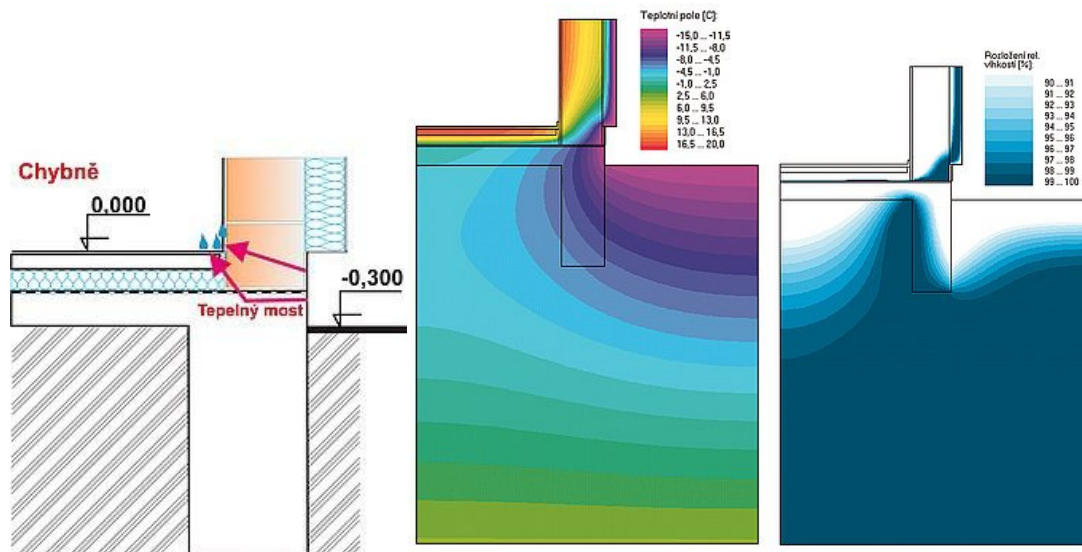 Chybně
0,000
-0,300
Tepelný most
Teplotní pole [C]:
-15,0 ... -11,5
-11,5 ... -8,0
-8,0 ... -4,5
-4,5 ... -1,0
-1,0 ... 2,5
2,5 ... 6,0
6,0 ... 9,5
9,5 ... 13,0
13,0 ... 16,5
16,5 ... 20,0
Rozložení rel.
vlhkostí [%]:
90 ... 91
91 ... 92
92 ... 93
93 ... 94
94 ... 95
95 ... 96
96 ... 97
97 ... 98
98 ... 99
99 ... 100